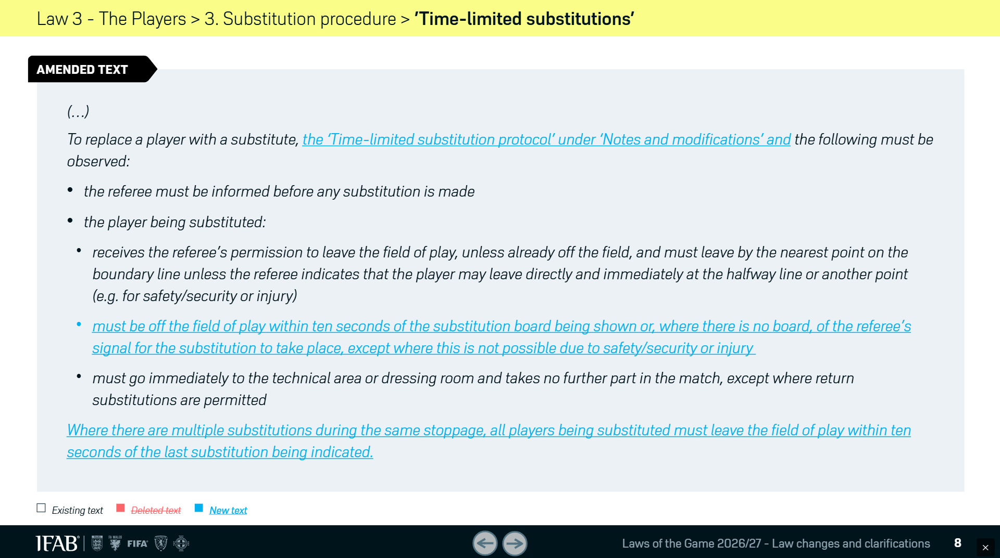 Law 3 - The Players > 3. Substitution procedure > 'Time-limited substitutions'
AMENDED TEXT
(...)
To replace a player with a substitute, the 'Time-limited substitution protocol' under 'Notes and modifications' and the following must be
observed:
• the referee must be informed before any substitution is made
• the player being substituted:
• receives the referee's permission to leave the field of play, unless already off the field, and must leave by the nearest point on the
boundary line unless the referee indicates that the player may leave directly and immediately at the halfway line or another point
(e.g. for safety/security or injury)
• must be off the field of play within ten seconds of the substitution board being shown or, where there is no board, of the referee's
signal for the substitution to take place, except where this is not possible due to safety/security or injury
• must go immediately to the technical area or dressing room and takes no further part in the match, except where return
substitutions are permitted
Where there are multiple substitutions during the same stoppage, all players being substituted must leave the field of play within ten
seconds of the last substitution being indicated.
Existing text Deleted text New text
IFAB® FA WALES FIFA®
Laws of the Game 2026/27 - Law changes and clarifications 8